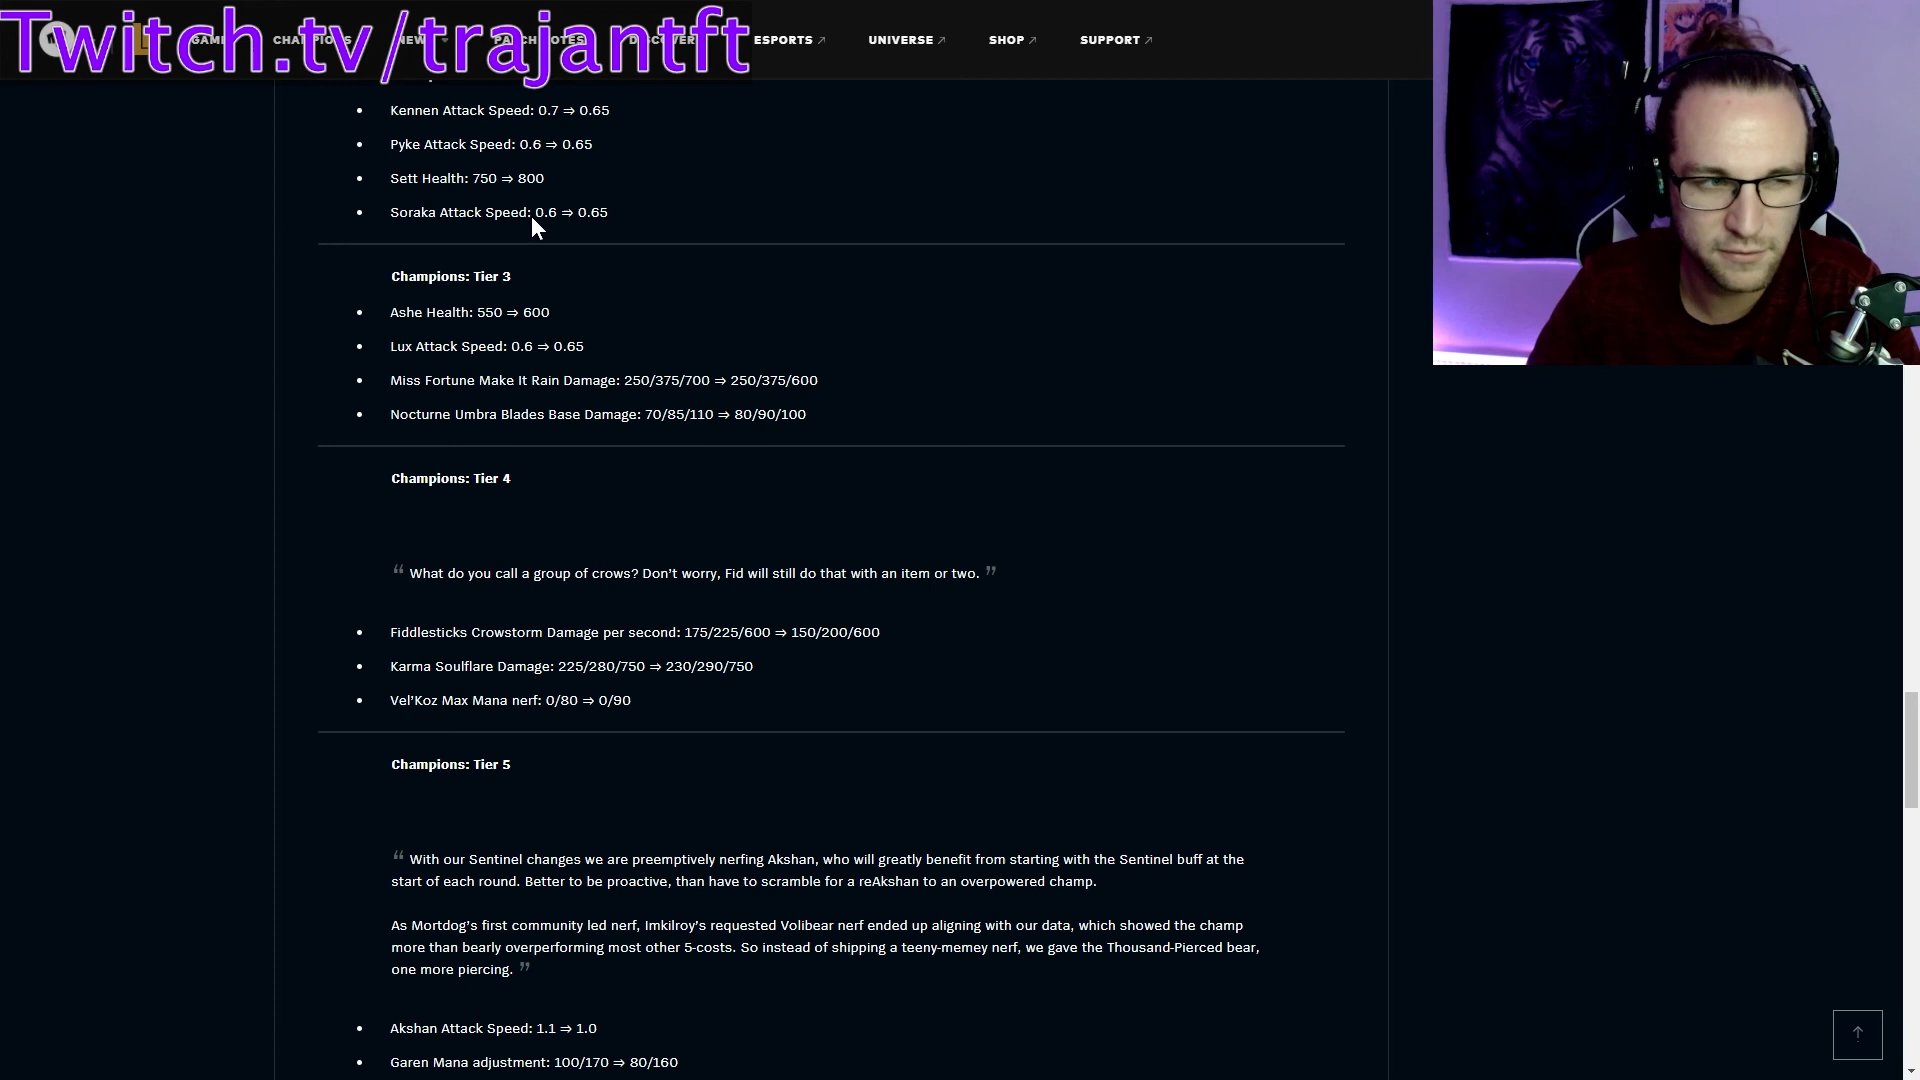 Twitch.tv/trajantft
ESPORTS UNIVERSE SHOP SUPPORT
Kennen Attack Speed: 0.7 ⇒ 0.65
Pyke Attack Speed: 0.6 ⇒ 0.65
Sett Health: 750 ⇒ 800
Soraka Attack Speed: 0.6 ⇒ 0.65
Champions: Tier 3
Ashe Health: 550 ⇒ 600
Lux Attack Speed: 0.6 ⇒ 0.65
Miss Fortune Make It Rain Damage: 250/375/700 ⇒ 250/375/600
Nocturne Umbra Blades Base Damage: 70/85/110 ⇒ 80/90/100
Champions: Tier 4
“ What do you call a group of crows? Don’t worry, Fid will still do that with an item or two. ”
Fiddlesticks Crowstorm Damage per second: 175/225/600 ⇒ 150/200/600
Karma Soulflare Damage: 225/280/750 ⇒ 230/290/750
Vel’Koz Max Mana nerf: 0/80 ⇒ 0/90
Champions: Tier 5
“ With our Sentinel changes we are preemptively nerfing Akshan, who will greatly benefit from starting with the Sentinel buff at the
start of each round. Better to be proactive, than have to scramble for a reAkshan to an overpowered champ.
As Mortdog’s first community led nerf, Imkilroy’s requested Volibear nerf ended up aligning with our data, which showed the champ
more than bearly overperforming most other 5-costs. So instead of shipping a teeny-memey nerf, we gave the Thousand-Pierced bear,
one more piercing. ”
Akshan Attack Speed: 1.1 ⇒ 1.0
Garen Mana adjustment: 100/170 ⇒ 80/160